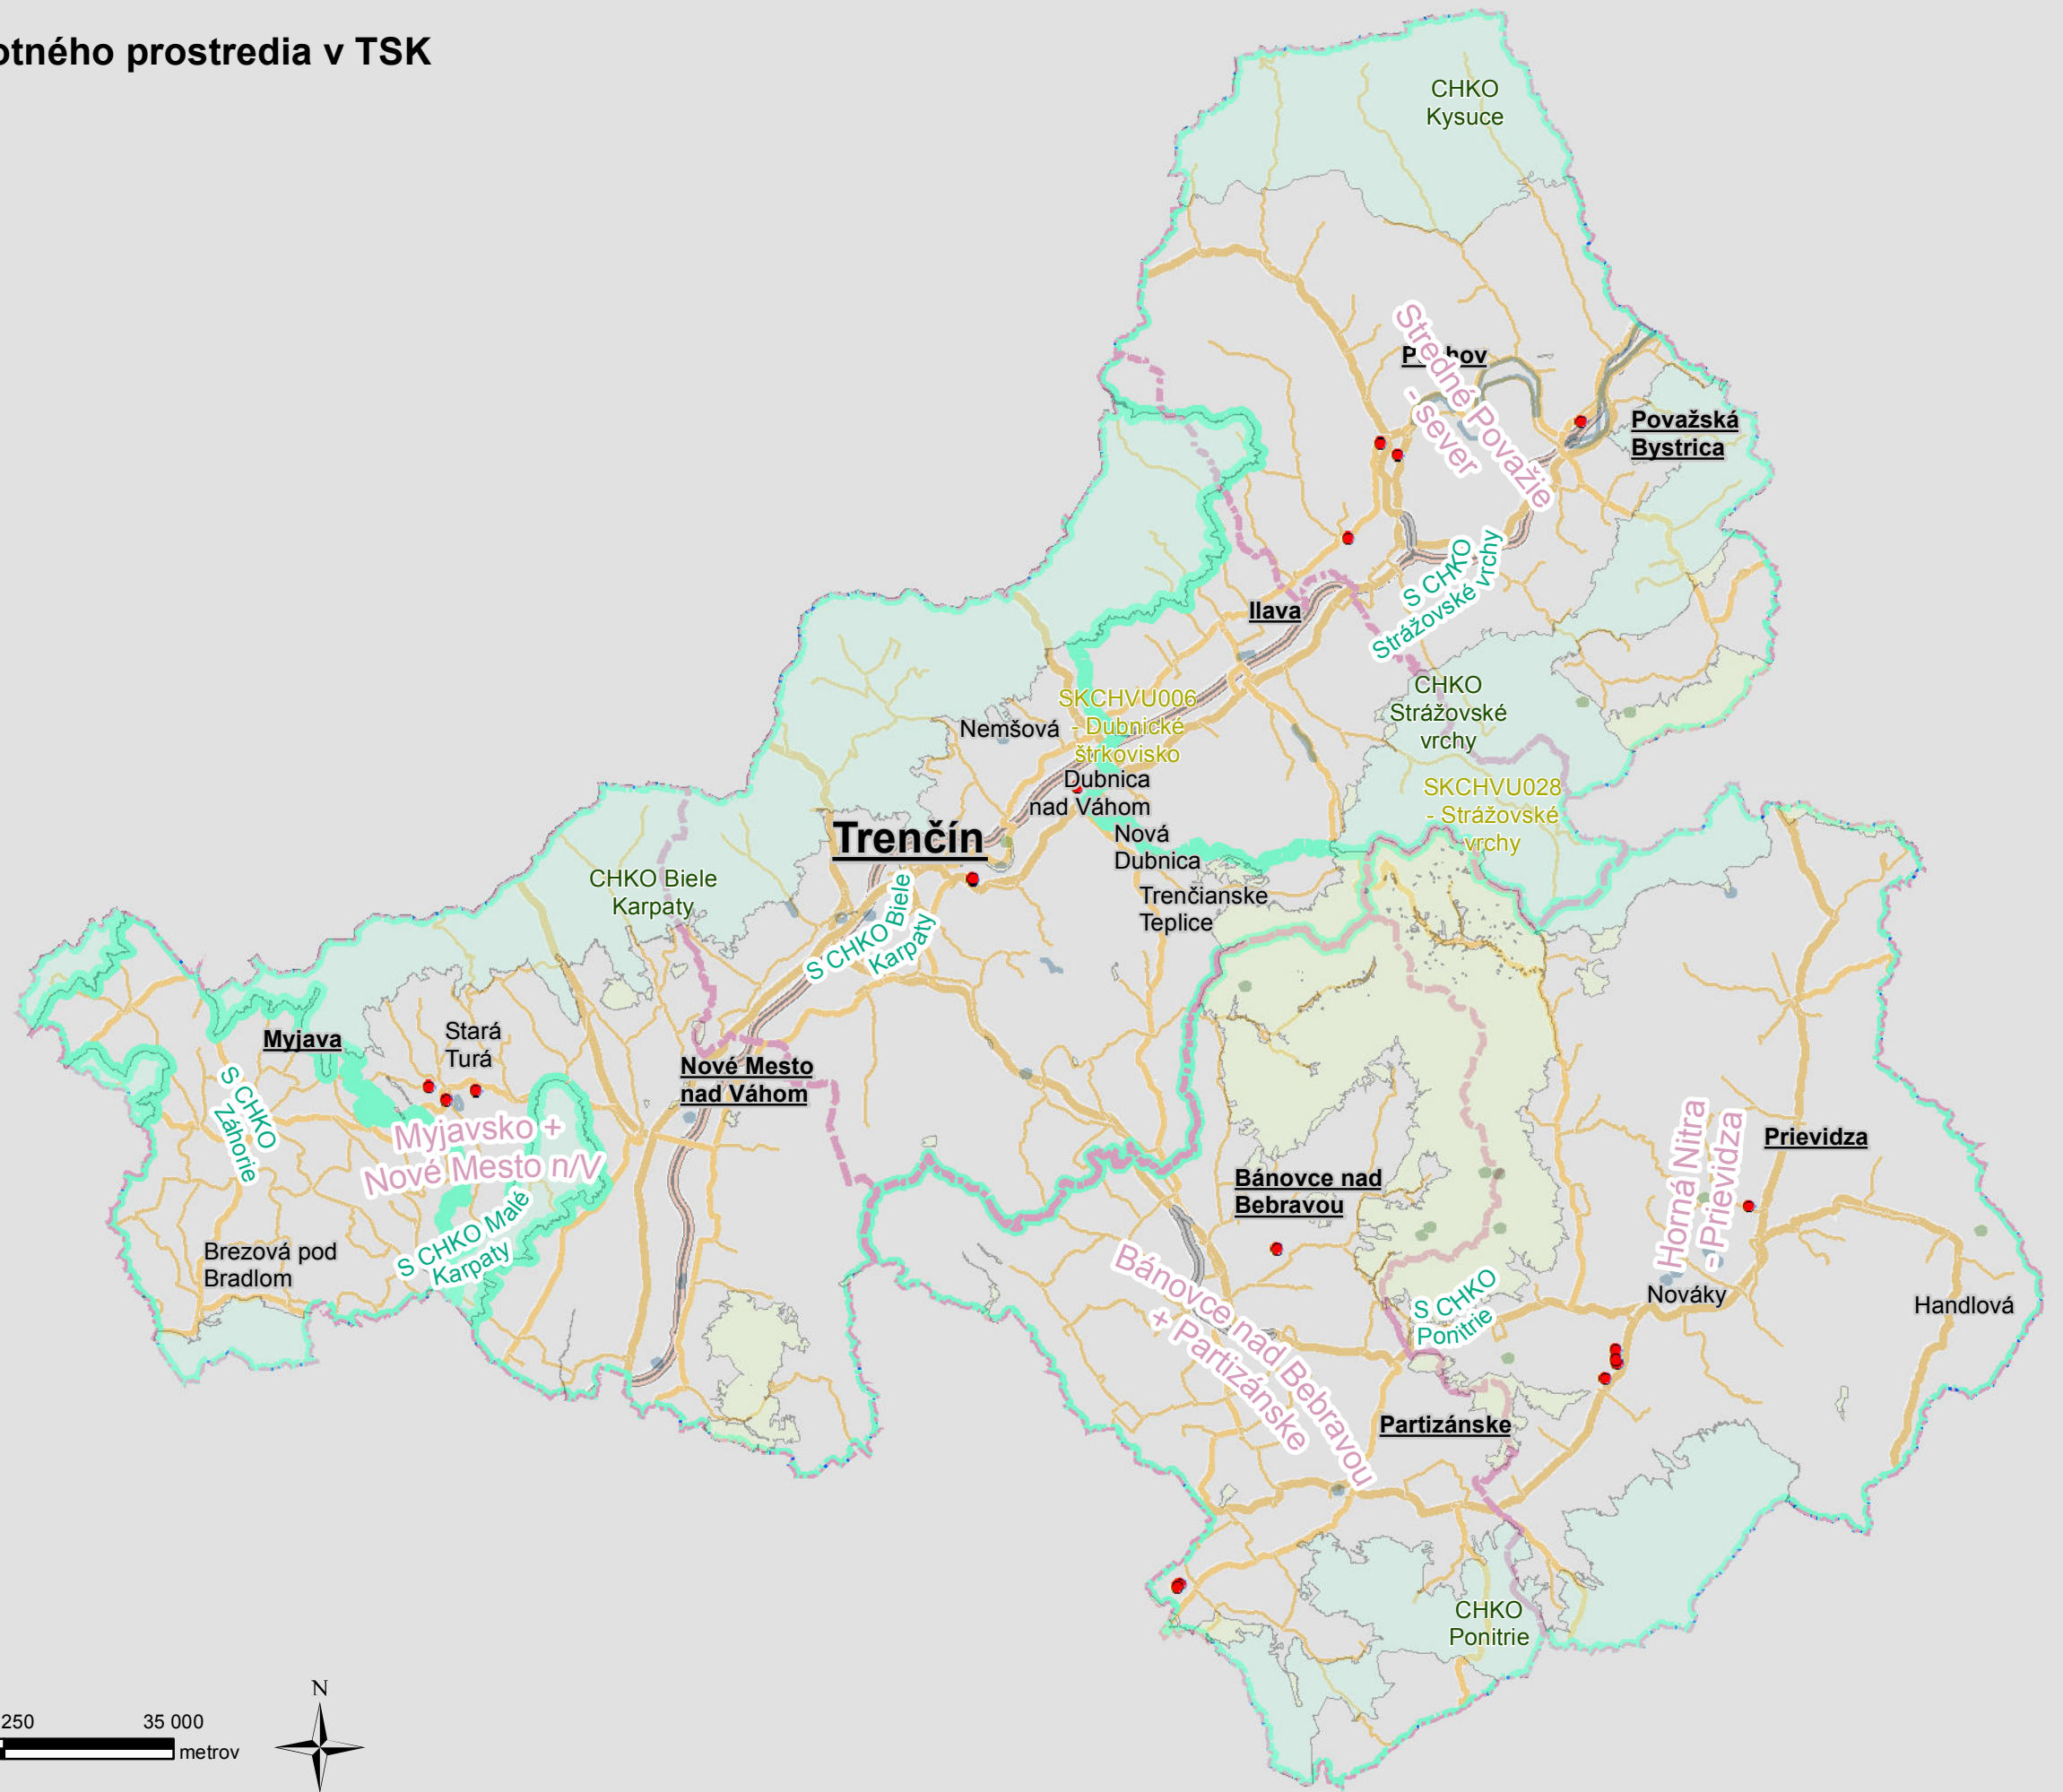 otného prostredia v TSK
CHKO
Kysuce
Stredné Považie
- sever
Považská
Bystrica
S CHKO
Strážovské vrchy
Ilava
CHKO
Strážovské
vrchy
SKCHVU006
- Dubnické
štrkovisko
Nemšová
Dubnica
nad Váhom
SKCHVU028
- Strážovské
vrchy
Trenčín
Nová
Dubnica
Trenčianske
Teplice
CHKO Biele
Karpaty
S CHKO Biele
Karpaty
Myjava
Stará
Turá
Nové Mesto
nad Váhom
S CHKO
Záhorie
Myjavsko +
Nové Mesto n/V
S CHKO Malé
Karpaty
Brezová pod
Bradlom
Bánovce nad
Bebravou
Horná Nitra
- Prievidza
Prievidza
Bánovce nad Bebravou
+ Partizánske
S CHKO
Ponitrie
Nováky
Handlová
Partizánske
CHKO
Ponitrie
N
250
35 000
metrov